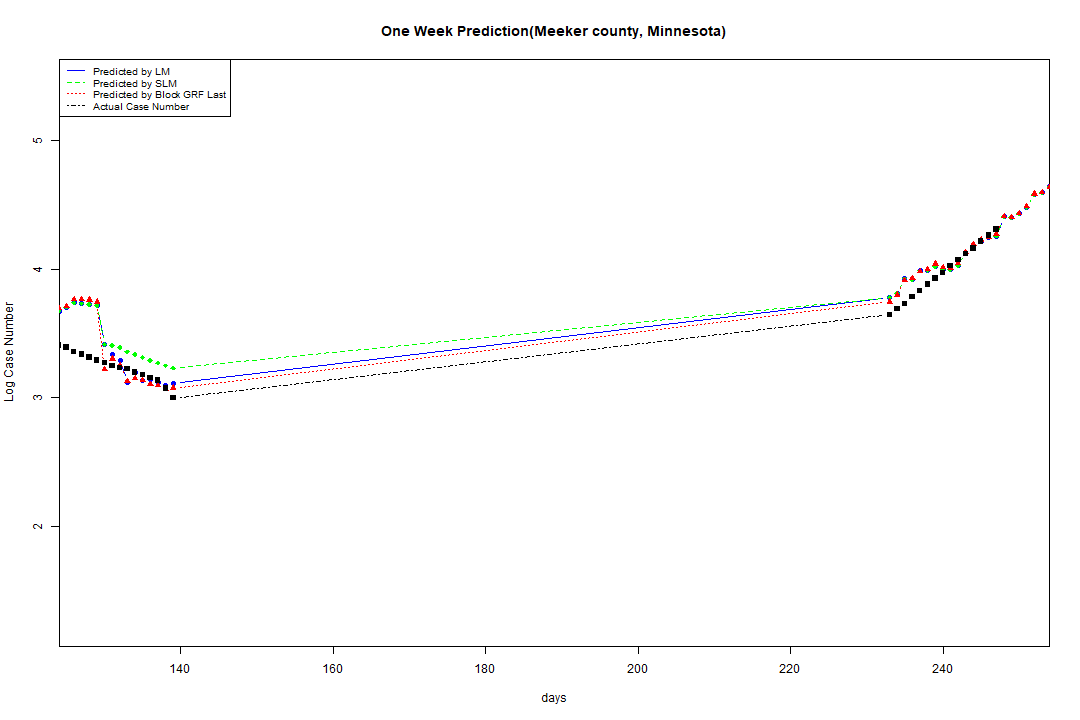 One Week Prediction(Meeker county, Minnesota)
Predicted by LM
Predicted by SLM
Predicted by Block GRF Last
Actual Case Number
5
4
3
2
Log Case Number
140 160 180 200 220 240
days